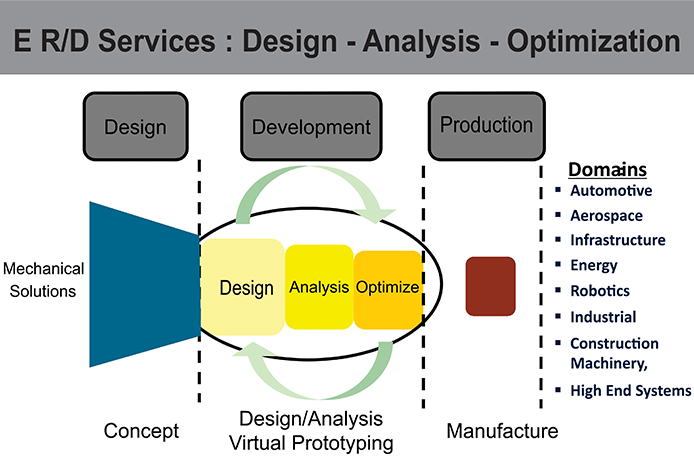 E R/D Services : Design - Analysis - Optimization
Design
Development
Production
Domains
Automotive
Aerospace
Infrastructure
Energy
Robotics
Industrial
Construction
Machinery,
High End Systems
Mechanical
Solutions
Design
Analysis
Optimize
Concept
Design/Analysis
Virtual Prototyping
Manufacture